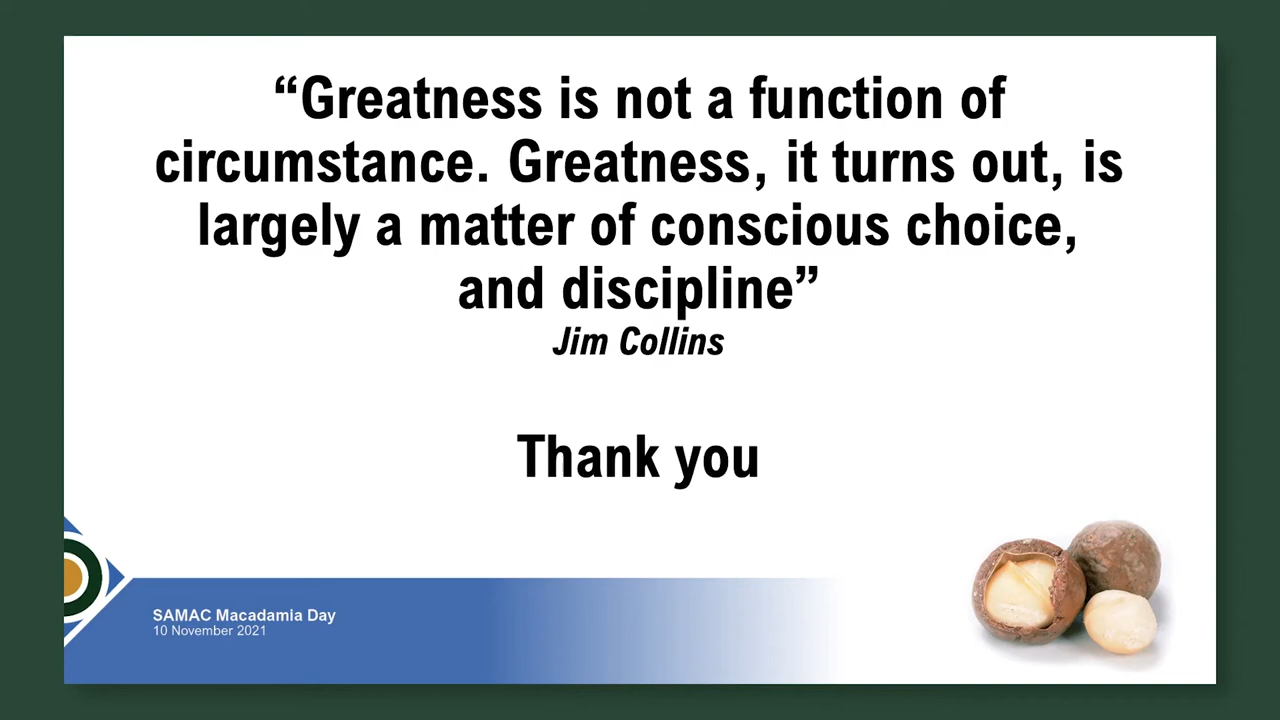 “Greatness is not a function of
circumstance. Greatness, it turns out, is
largely a matter of conscious choice,
and discipline”
Jim Collins
Thank you
SAMAC Macadamia Day
10 November 2021